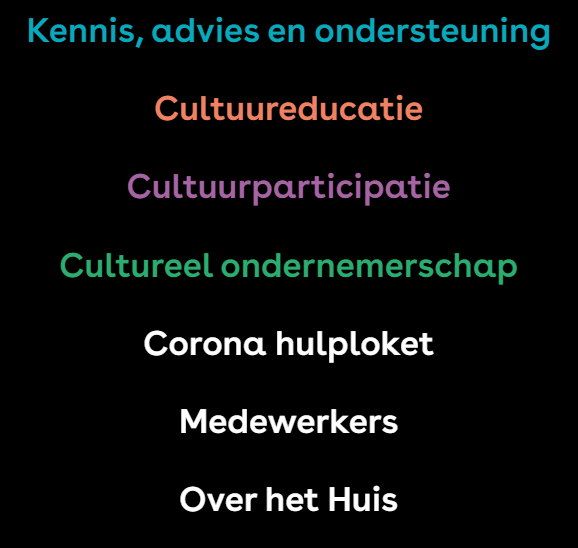 Kennis, advies en ondersteuning
Cultuureducatie
Cultuurparticipatie
Cultureel ondernemerschap
Corona hulploket
Medewerkers
Over het Huis